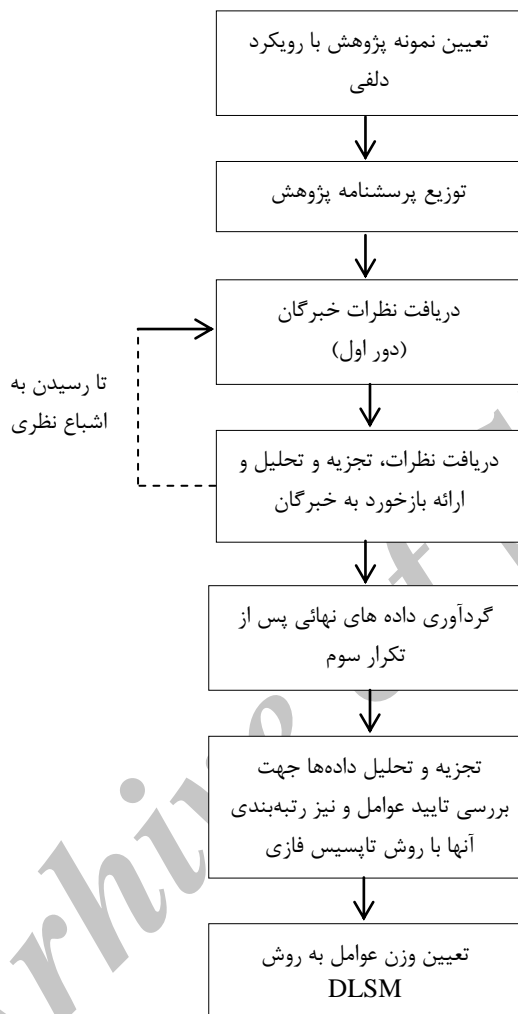 تعیین نمونه پژوهش با رویکرد
دلفی
توزیع پرسشنامه پژوهش
دریافت نظرات خبرگان
(دور اول)
تا رسیدن به
اشباع نظری
دریافت نظرات، تجزیه و تحلیل و
ارائه بازخورد به خبرگان
گردآوری داده های نهائی پس از
تکرار سوم
تجزیه و تحلیل داده‌ها جهت
بررسی تایید عوامل و نیز رتبه‌بندی
آنها با روش تاپسیس فازی
تعیین وزن عوامل به روش
DLSM